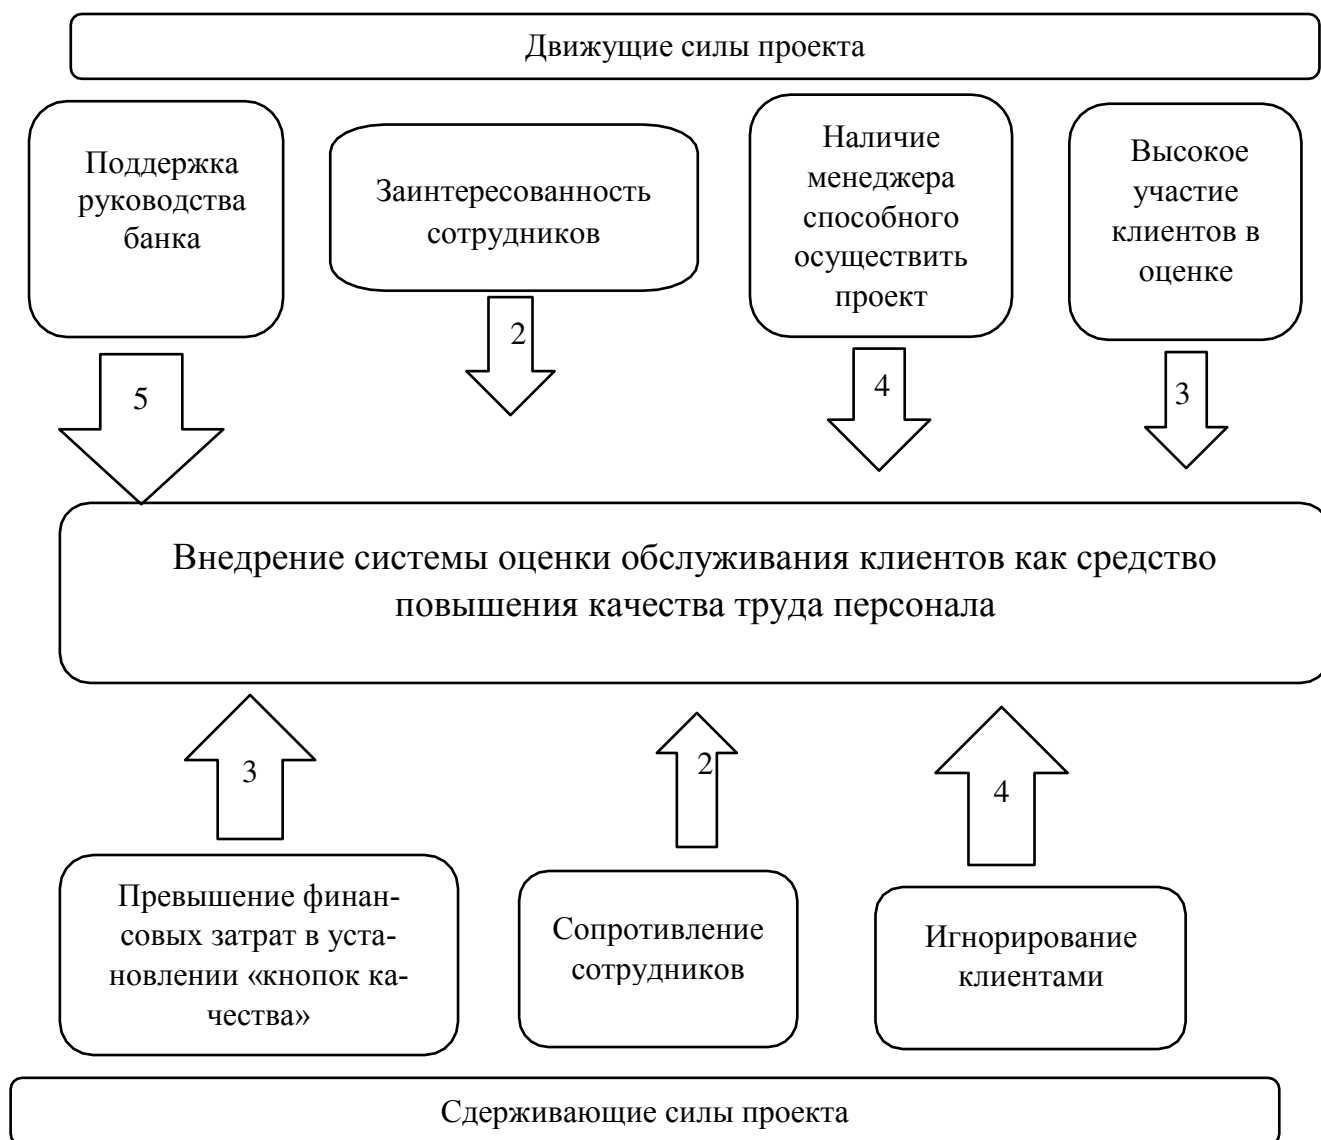 Движущие силы проекта
Поддержка
руководства
банка
Заинтересованность
сотрудников
Наличие
менеджера
способного
осуществить
проект
Высокое
участие
клиентов в
оценке
5
2
4
3
Внедрение системы оценки обслуживания клиентов как средство
повышения качества труда персонала
3
2
4
Превышение финан-
совых затрат в уста-
новлении «кнопок ка-
чества»
Сопротивление
сотрудников
Игнорирование
клиентами
Сдерживающие силы проекта